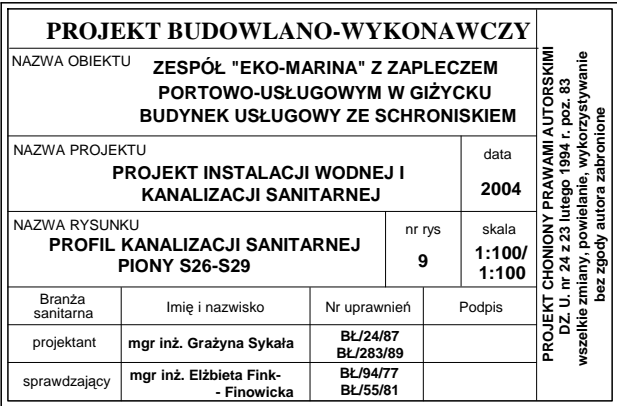 PROJEKT BUDOWLANO-WYKONAWCZY
NAZWA OBIEKTU
ZESPÓŁ "EKO-MARINA" Z ZAPLECZEM
PORTOWO-USŁUGOWYM W GIŻYCKU
BUDYNEK USŁUGOWY ZE SCHRONISKIEM
NAZWA PROJEKTU
PROJEKT INSTALACJI WODNEJ I
KANALIZACJI SANITARNEJ
data
2004
NAZWA RYSUNKU
PROFIL KANALIZACJI SANITARNEJ
PIONY S26-S29
nr rys
9
skala
1:100/
1:100
Branża
sanitarna
Imię i nazwisko
Nr uprawnień
Podpis
projektant
mgr inż. Grażyna Sykała
BŁ/24/87
BŁ/283/89
sprawdzający
mgr inż. Elżbieta Fink-
- Finowicka
BŁ/94/77
BŁ/55/81
PROJEKT CHONIONY PRAWAMI AUTORSKIMI
DZ. U. nr 24 z 23 lutego 1994 r. poz. 83
wszelkie zmiany, powielanie, wykorzystywanie
bez zgody autora zabronione